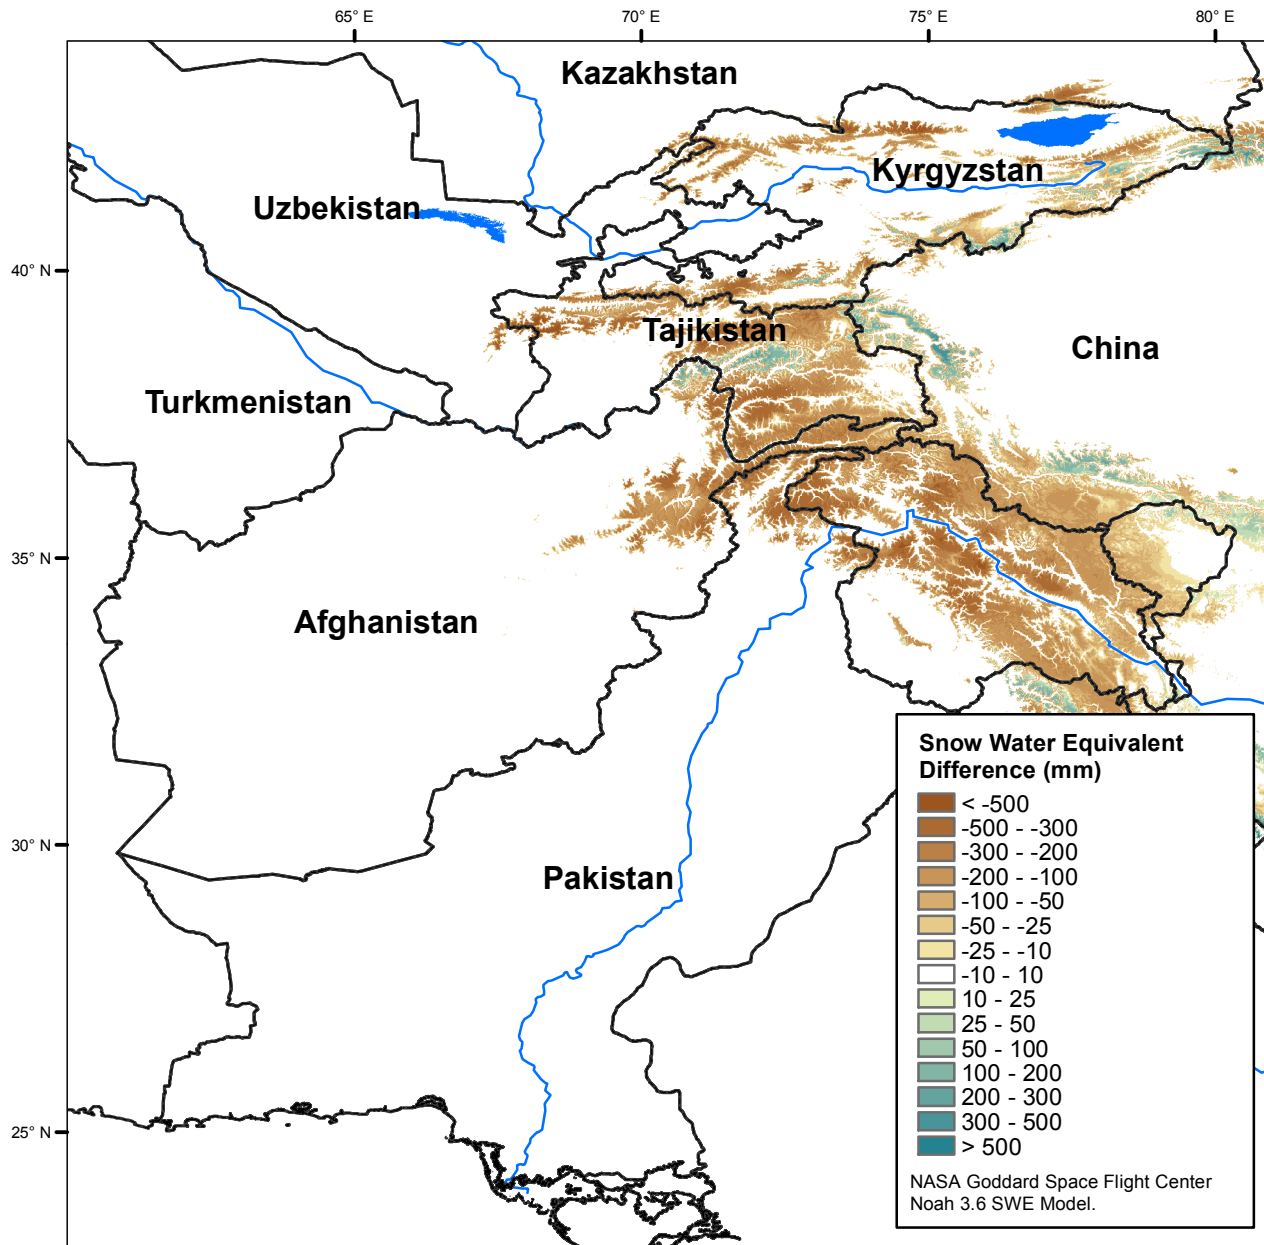 65° E
70° E
75° E
80° E
Kazakhstan
Kyrgyzstan
Uzbekistan
40° N
Tajikistan
China
Turkmenistan
35° N
Afghanistan
Snow Water Equivalent
Difference (mm)
< -500
-500 - -300
-300 - -200
-200 - -100
-100 - -50
-50 - -25
-25 - -10
-10 - 10
10 - 25
25 - 50
50 - 100
100 - 200
200 - 300
300 - 500
> 500
30° N
Pakistan
25° N
NASA Goddard Space Flight Center
Noah 3.6 SWE Model.